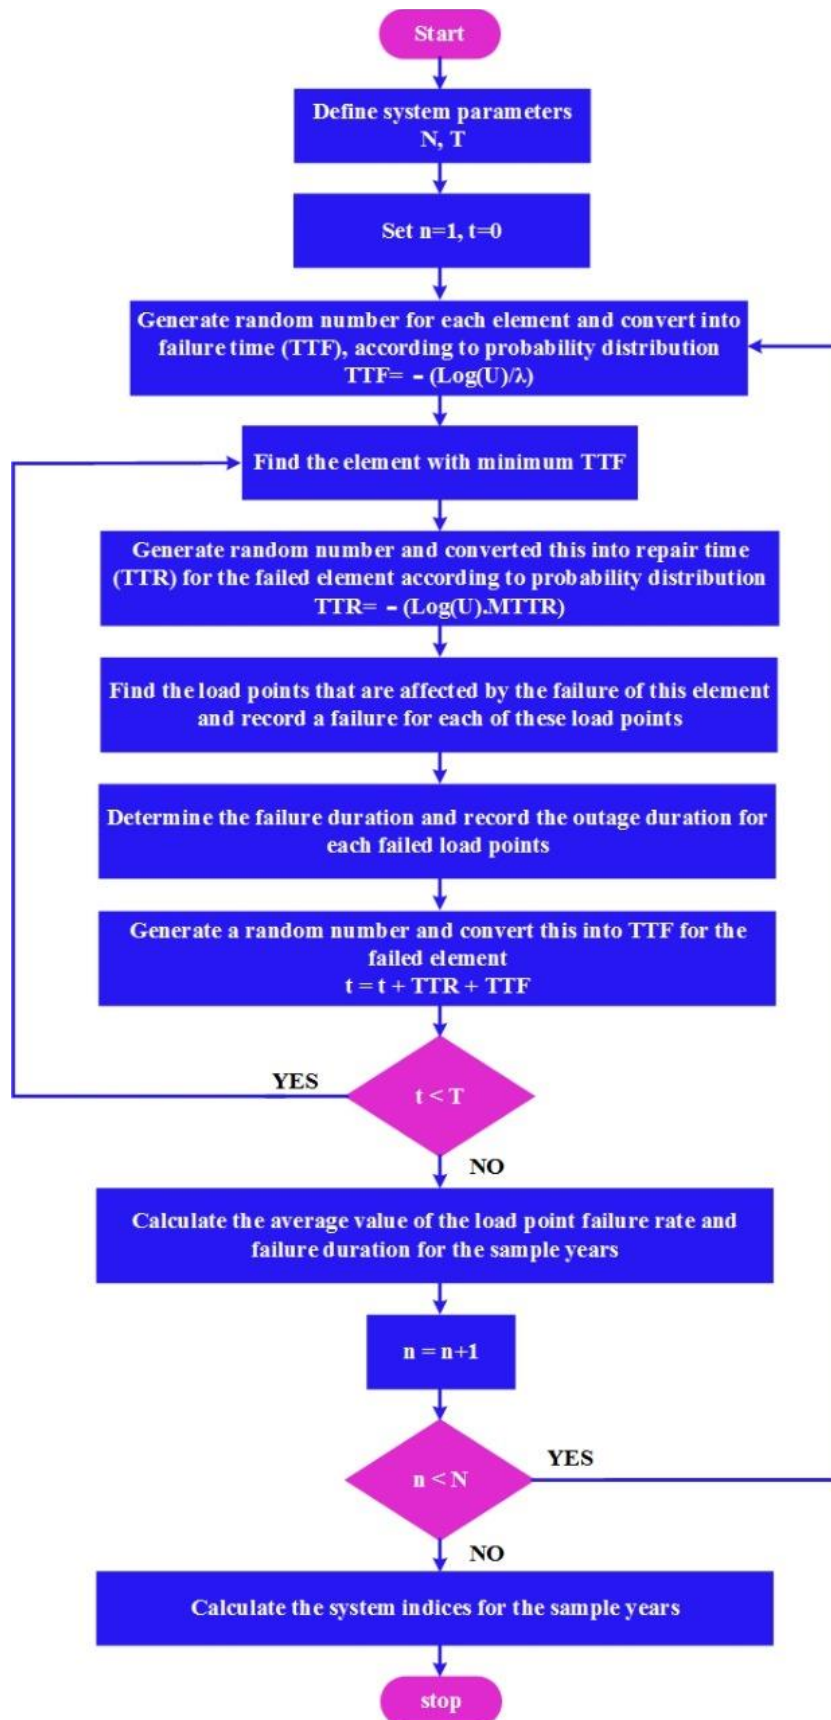 Start
Define system parameters
N, T
Set n=1, t=0
Generate random number for each element and convert into
failure time (TTF), according to probability distribution
TTF= - (Log(U)/λ)
Find the element with minimum TTF
Generate random number and converted this into repair time
(TTR) for the failed element according to probability distribution
TTR= - (Log(U).MTTR)
Find the load points that are affected by the failure of this element
and record a failure for each of these load points
Determine the failure duration and record the outage duration for
each failed load points
Generate a random number and convert this into TTF for the
failed element
t = t + TTR + TTF
YES
t < T
NO
Calculate the average value of the load point failure rate and
failure duration for the sample years
n = n+1
YES
n < N
NO
Calculate the system indices for the sample years
stop